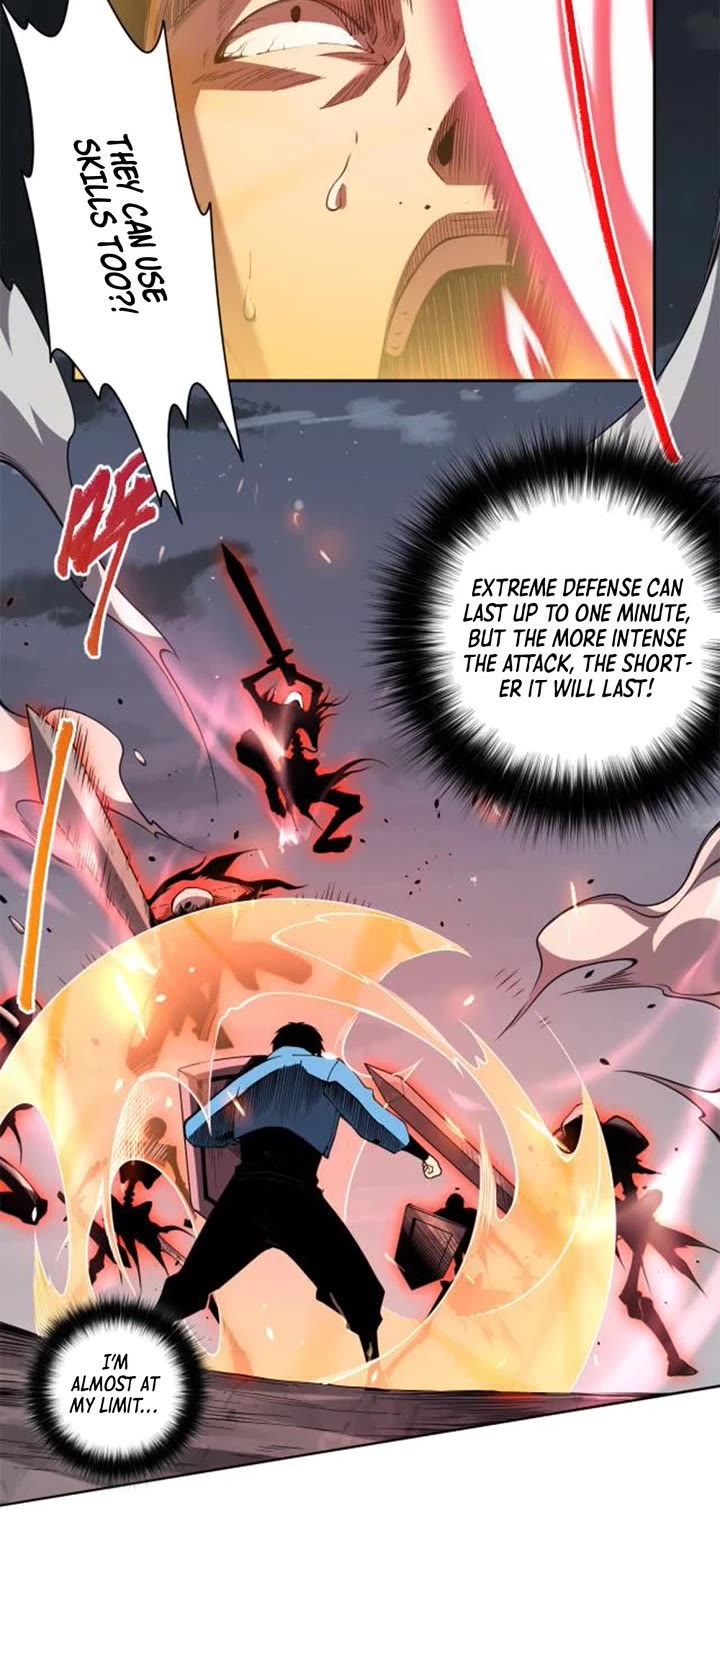 THEY CAN USE
SKILLS TOO?!
呼
EXTREME DEFENSE CAN
LAST UP TO ONE MINUTE,
BUT THE MORE INTENSE
THE ATTACK, THE SHORT-
ER IT WILL LAST!
I'M
ALMOST AT
MY LIMIT...